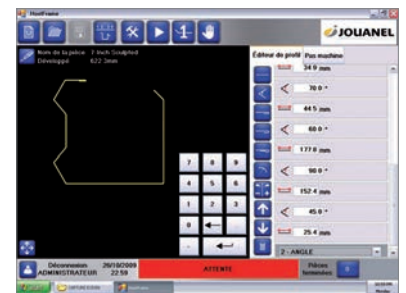 HostFrame
JOUANEL
Nom de la pièce 7 Inch Sculpted
Développé 622.3mm
Éditeur de profil Pas machine
34.9 mm
70.0 °
44.5 mm
60.0 °
177.8 mm
90.0 °
152.4 mm
45.0 °
25.4 mm
2 - ANGLE
7 8 9
4 5 6
1 2 3
0
.
Déconnexion
ADMINISTRATEUR
26/10/2009
22:59
ATTENTE
Pièces
terminées